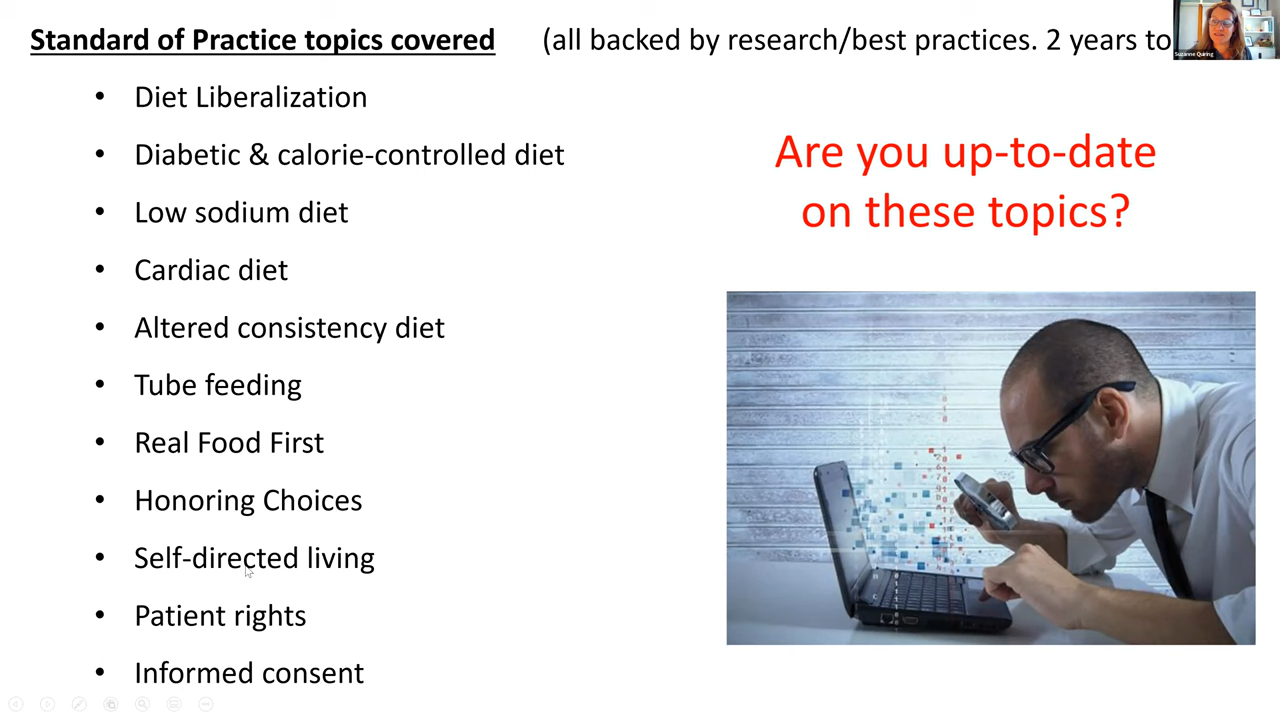 Standard of Practice topics covered (all backed by research/best practices. 2 years to
Suzanne Quiring
• Diet Liberalization
• Diabetic & calorie-controlled diet
• Low sodium diet
• Cardiac diet
• Altered consistency diet
• Tube feeding
• Real Food First
• Honoring Choices
• Self-directed living
• Patient rights
• Informed consent
Are you up-to-date
on these topics?